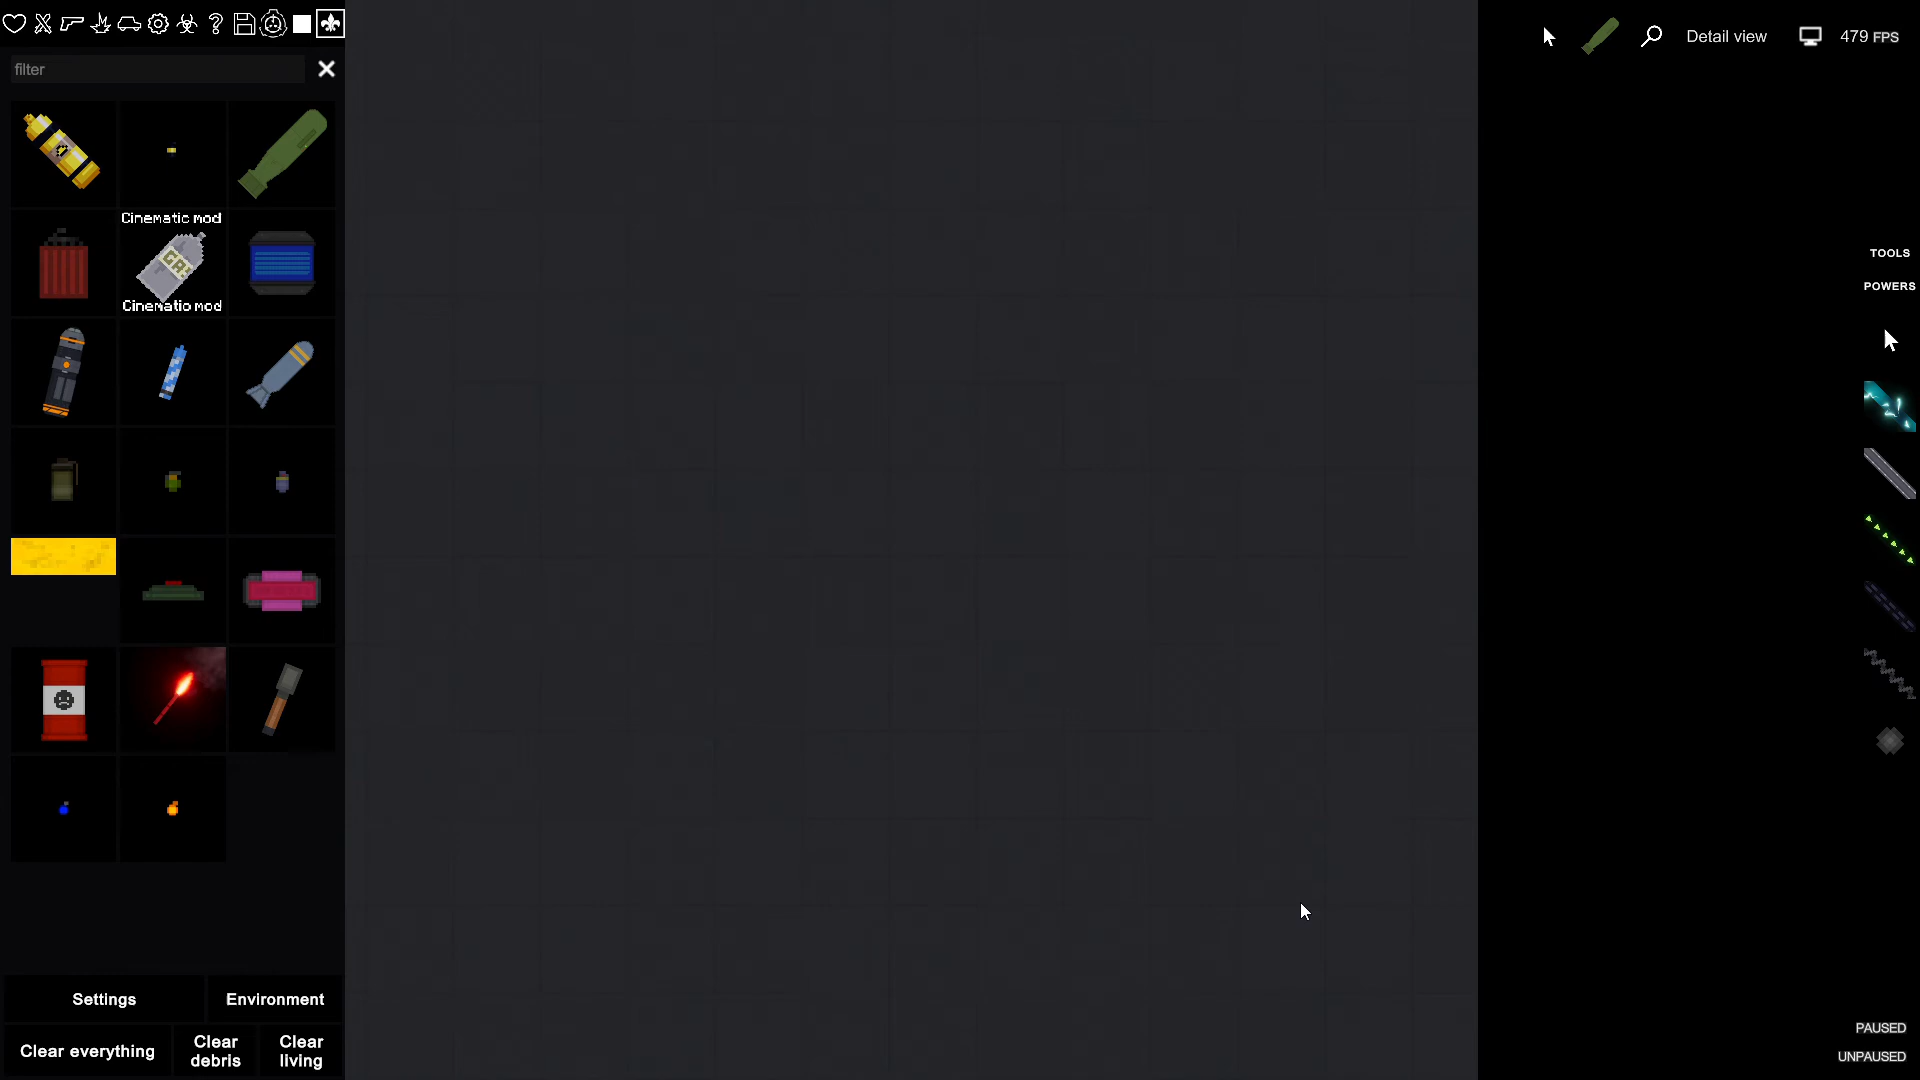 Detail view
479 FPS
filter
Cinematic mod
GA
Cinematic mod
TOOLS
POWERS
Settings
Environment
Clear everything
Clear
debris
Clear
living
PAUSED
UNPAUSED